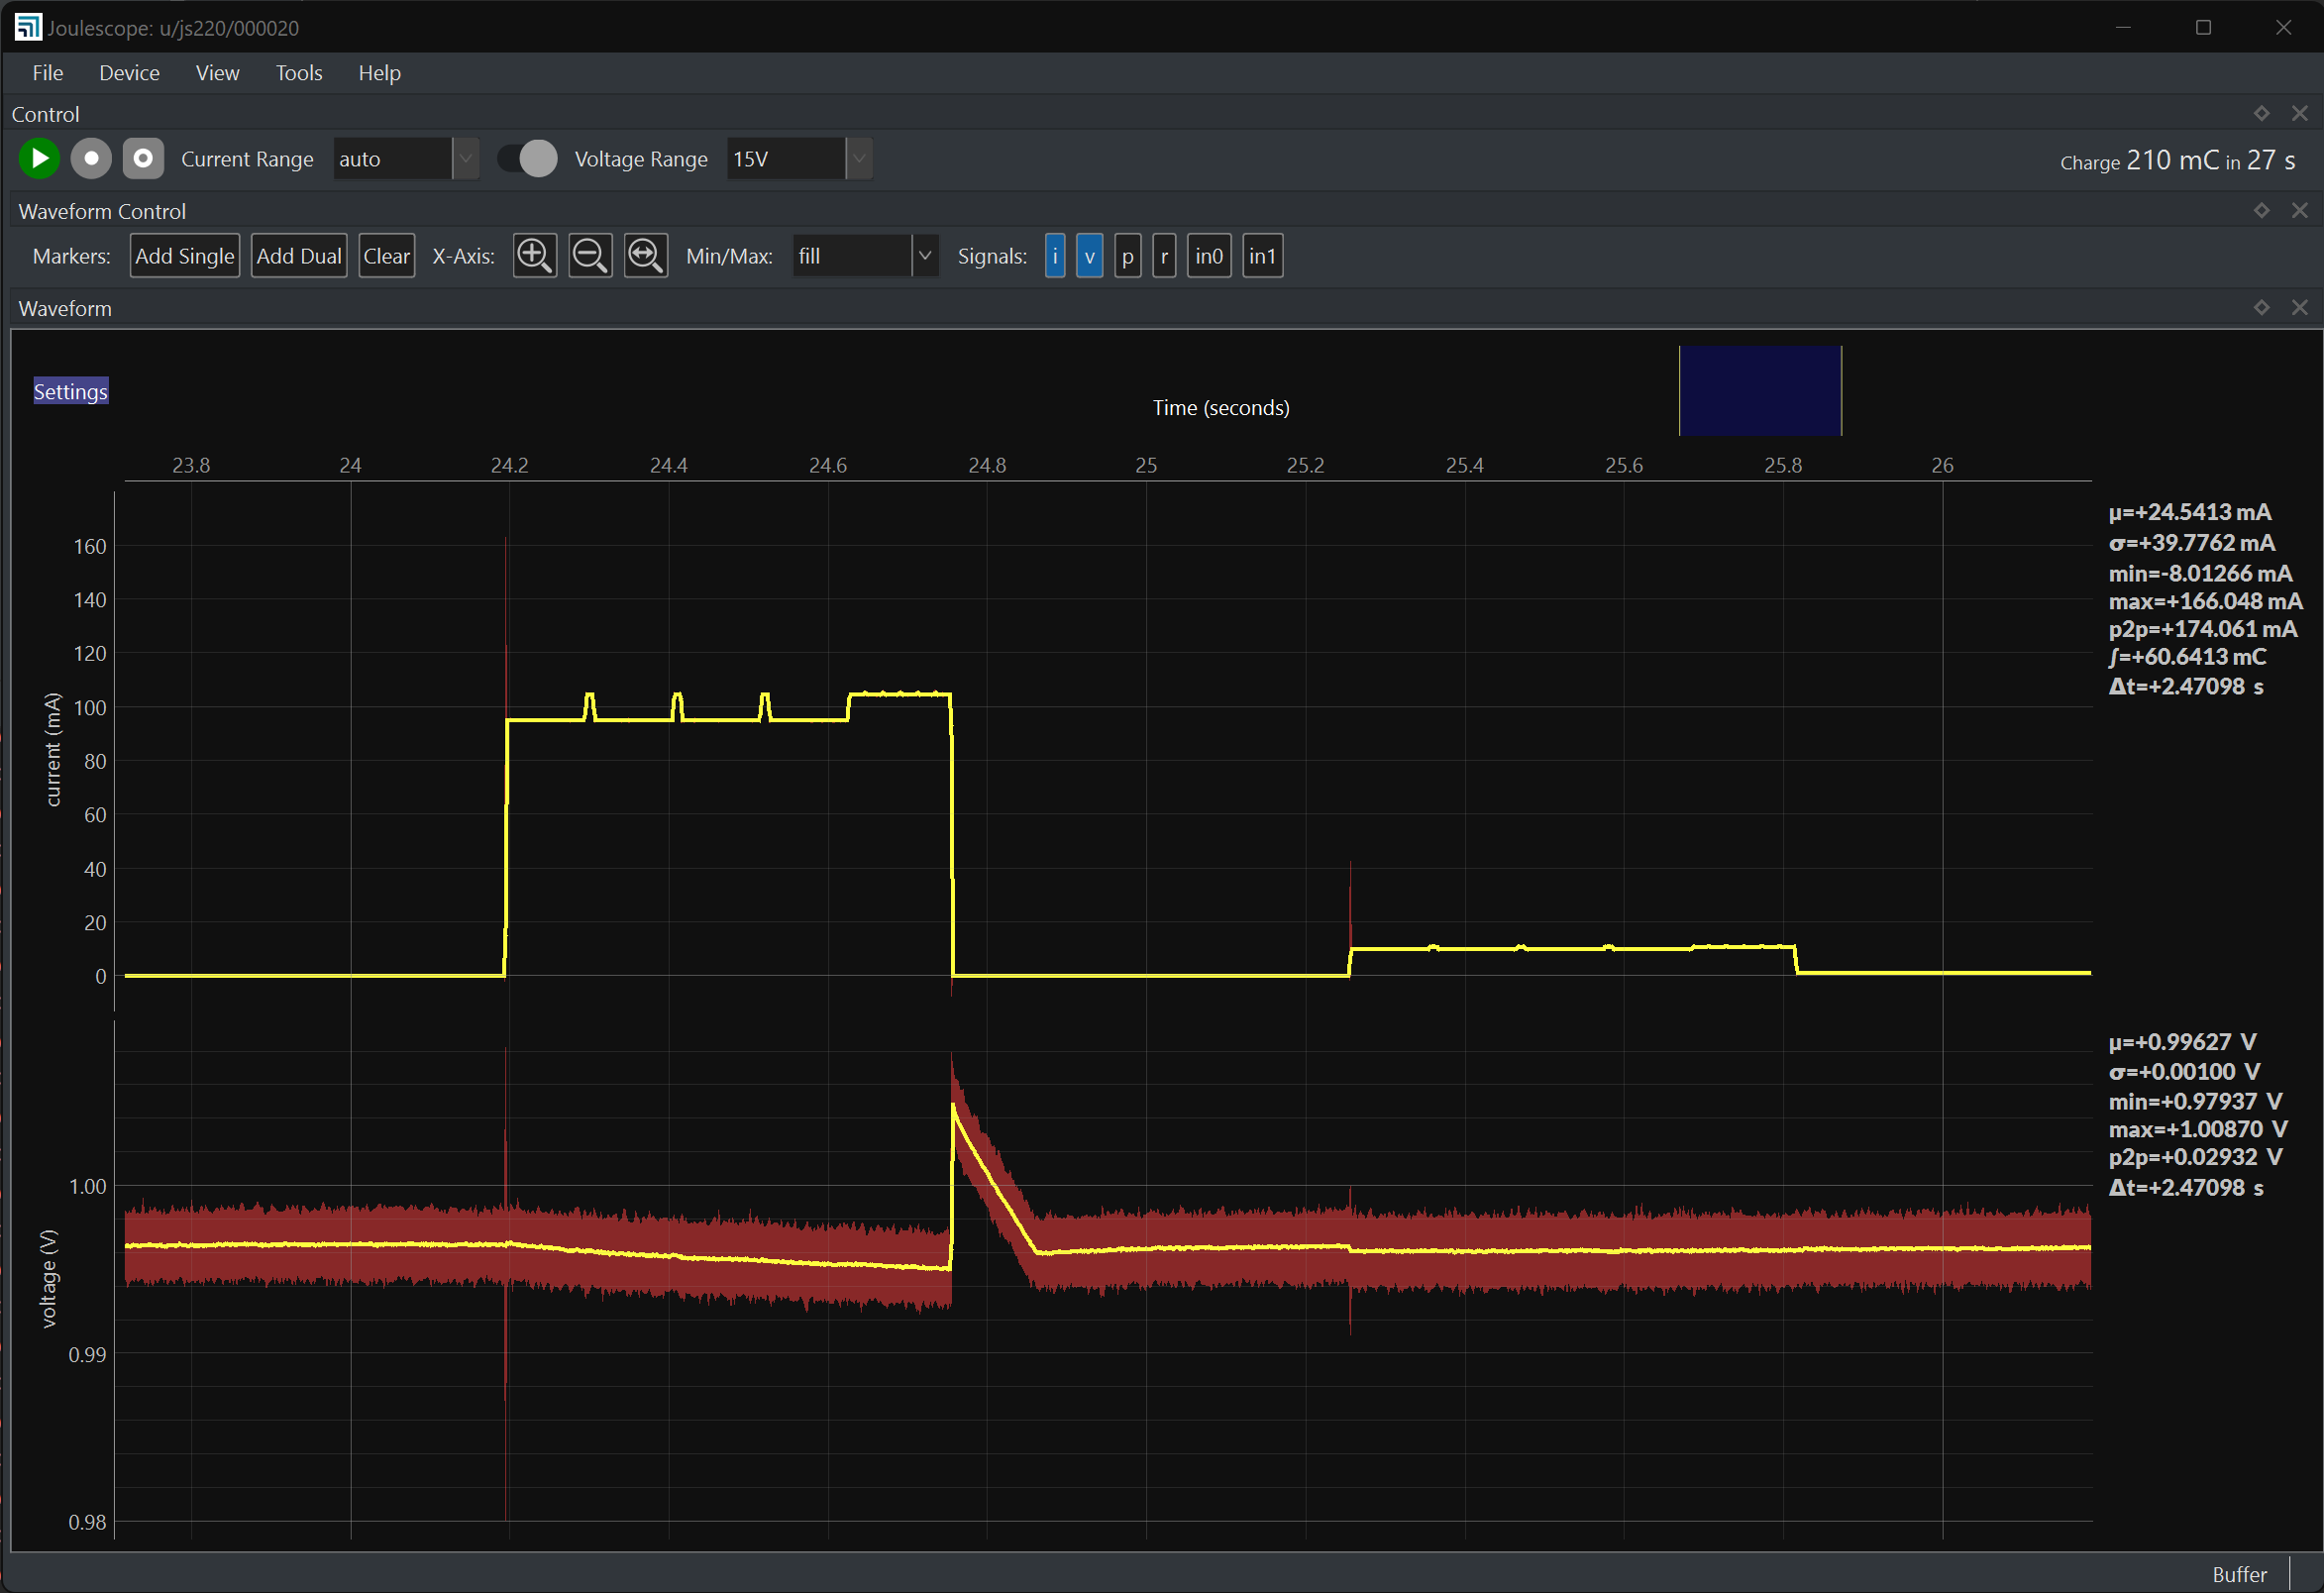 Joulescope: u/js220/000020
File Device View Tools Help
Control
Current Range auto Voltage Range 15V Charge 210 mC in 27 s
Waveform Control
Markers: Add Single Add Dual Clear X-Axis: Min/Max: fill Signals: i v p r in0 in1
Waveform
Settings
Time (seconds)
23.8 24 24.2 24.4 24.6 24.8 25 25.2 25.4 25.6 25.8 26
160
140
120
100
80
60
40
20
0
current (mA)
μ=+24.5413 mA
σ=+39.7762 mA
min=-8.01266 mA
max=+166.048 mA
p2p=+174.061 mA
∫=+60.6413 mC
Δt=+2.47098 s
1.00
0.99
0.98
voltage (V)
μ=+0.99627 V
σ=+0.00100 V
min=+0.97937 V
max=+1.00870 V
p2p=+0.02932 V
Δt=+2.47098 s
Buffer